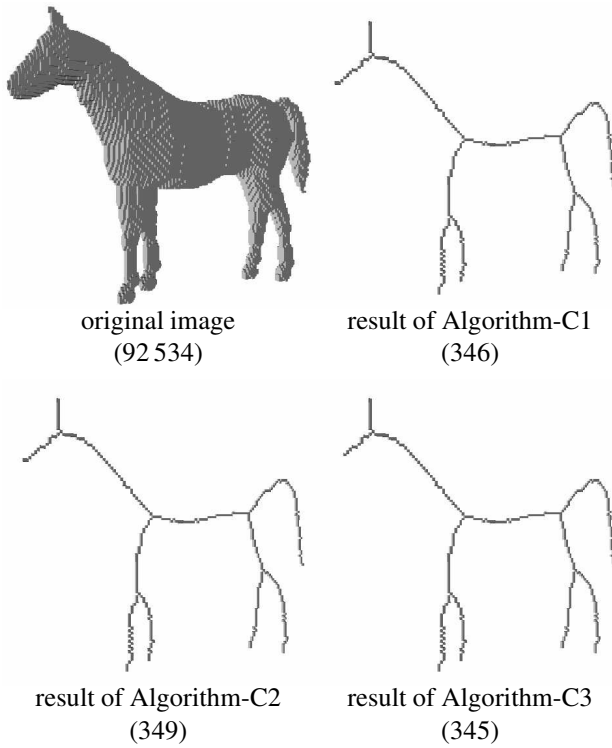 original image
(92 534)
result of Algorithm-C1
(346)
result of Algorithm-C2
(349)
result of Algorithm-C3
(345)